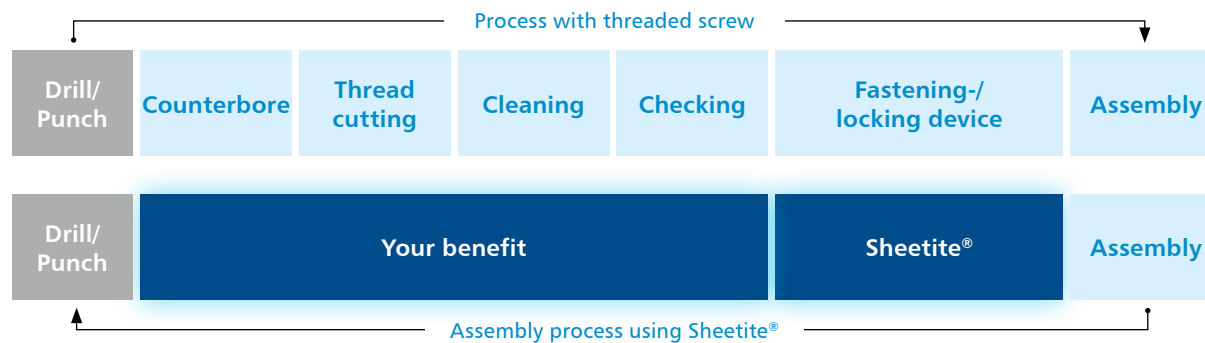 Process with threaded screw
Drill/
Punch
Counterbore
Thread
cutting
Cleaning
Checking
Fastening-/
locking device
Assembly
Drill/
Punch
Your benefit
Sheetite®
Assembly
Assembly process using Sheetite®